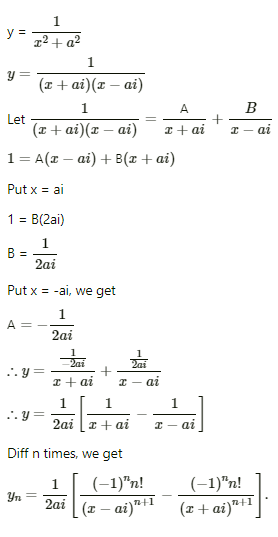 y = \frac{1}{x^2 + a^2}
y = \frac{1}{(x + ai)(x - ai)}
Let \frac{1}{(x + ai)(x - ai)} = \frac{A}{x + ai} + \frac{B}{x - ai}
1 = A(x - ai) + B(x + ai)
Put x = ai
1 = B(2ai)
B = \frac{1}{2ai}
Put x = -ai, we get
A = -\frac{1}{2ai}
∴ y = \frac{\frac{1}{-2ai}}{x + ai} + \frac{\frac{1}{2ai}}{x - ai}
∴ y = \frac{1}{2ai} \left[ \frac{1}{x + ai} - \frac{1}{x - ai} \right]
Diff n times, we get
y_n = \frac{1}{2ai} \left[ \frac{(-1)^n n!}{(x - ai)^{n+1}} - \frac{(-1)^n n!}{(x + ai)^{n+1}} \right].